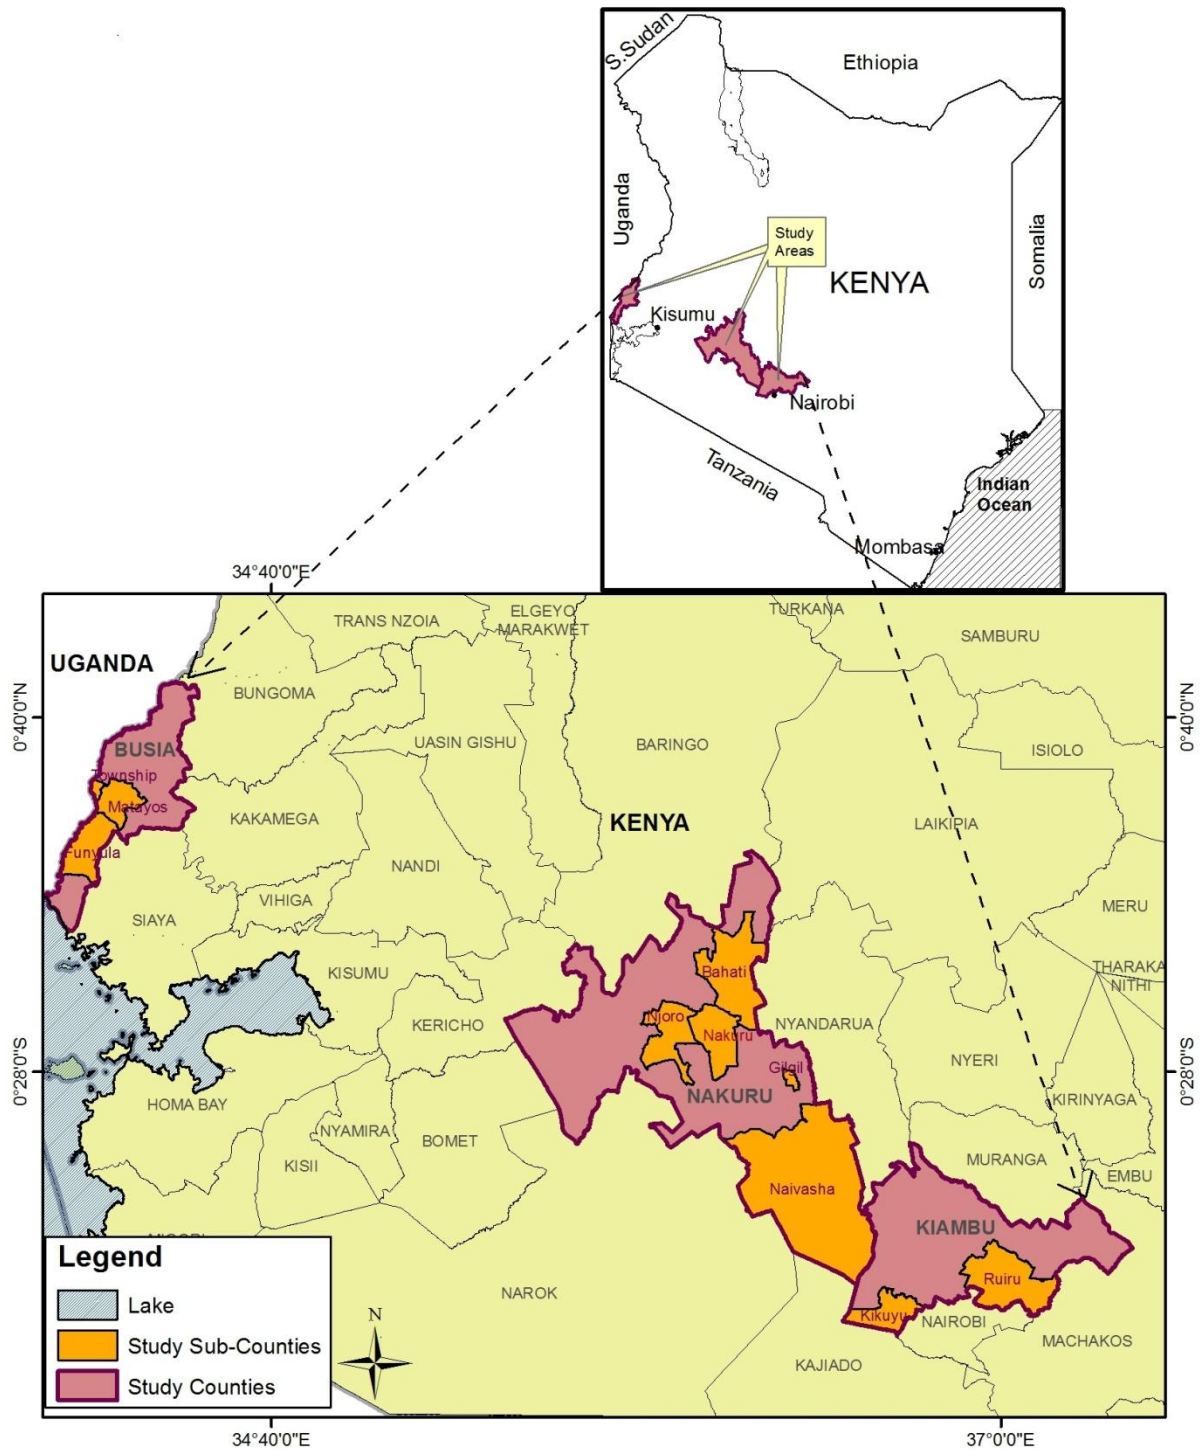 S.Sudan
Ethiopia
Uganda
Somalia
Study
Areas
KENYA
Kisumu
Nairobi
Tanzania
Indian
Ocean
Mombasa
34°40'0"E
UGANDA
TRANS NZOIA
ELGEYO
MARAKWET
TURKANA
SAMBURU
0°40'0"N
0°40'0"N
BUNGOMA
BUSIA
UASIN GISHU
BARINGO
ISIOLO
Township
Matayos
KAKAMEGA
KENYA
LAIKIPIA
Funyula
NANDI
VIHIGA
SIAYA
MERU
KISUMU
Bahati
THARAKA
NITHI
KERICHO
Njoro
Nakuru
NYANDARUA
NYERI
0°28'0"S
0°28'0"S
Gilgil
NAKURU
HOMA BAY
NYAMIRA
BOMET
KIRINYAGA
KISII
MURANGA
EMBU
Naivasha
KIAMBU
Legend
Lake
Study Sub-Counties
Study Counties
N
NAROK
Ruiru
Kikuyu
NAIROBI
MACHAKOS
KAJIADO
34°40'0"E
37°0'0"E